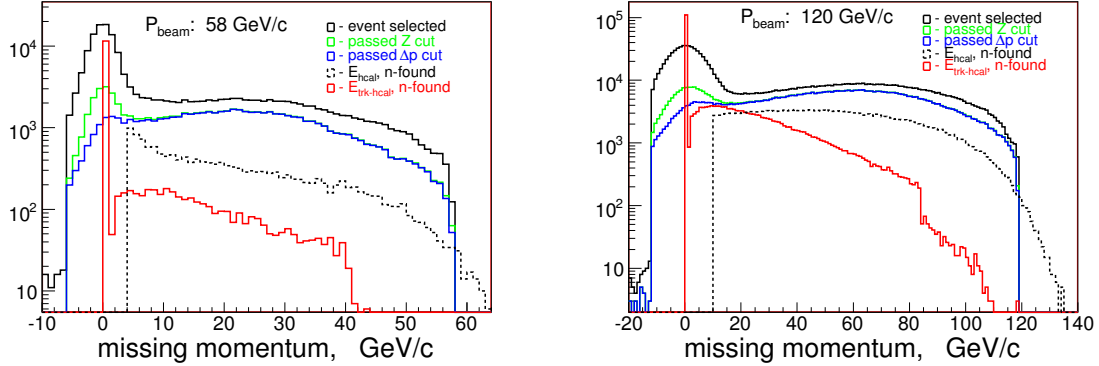 P_beam: 58 GeV/c
- event selected
- passed Z cut
- passed Δp cut
- E_hcal, n-found
- E_trk-hcal, n-found
10^4
10^3
10^2
10
-10 0 10 20 30 40 50 60
missing momentum, GeV/c
P_beam: 120 GeV/c
- event selected
- passed Z cut
- passed Δp cut
- E_hcal, n-found
- E_trk-hcal, n-found
10^5
10^4
10^3
10^2
10
-20 0 20 40 60 80 100 120 140
missing momentum, GeV/c